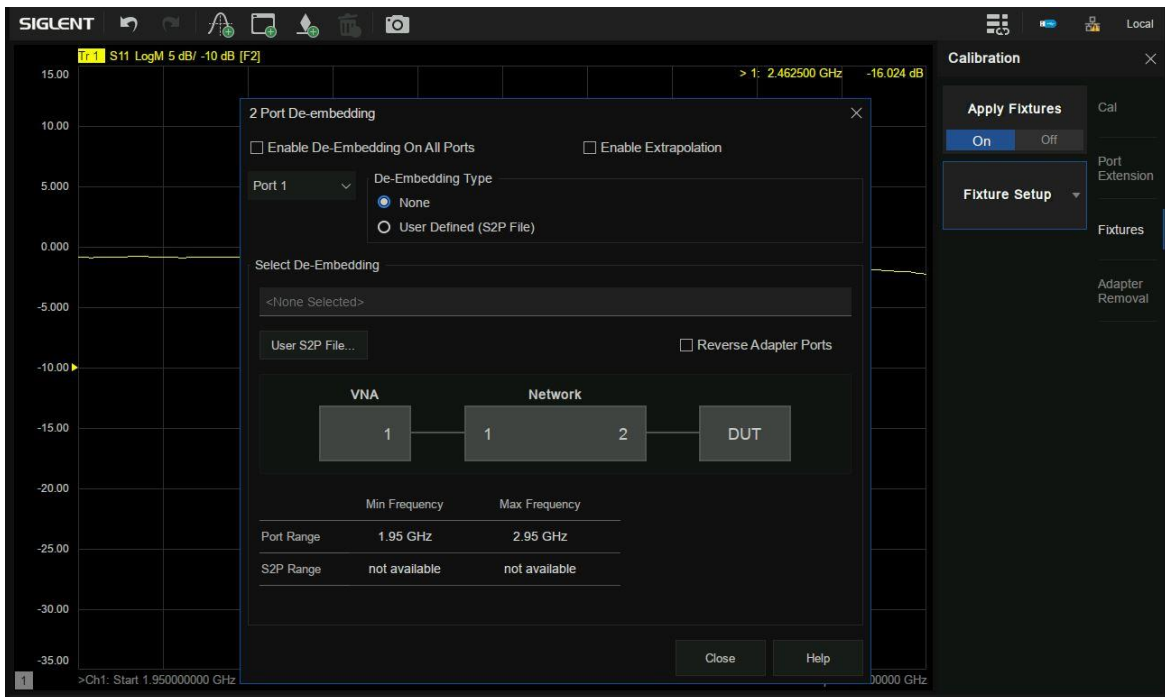 SIGLENT
Local
Tr 1 S11 LogM 5 dB/ -10 dB [F2]
> 1: 2.462500 GHz -16.024 dB
15.00
10.00
5.000
0.000
-5.000
-10.00
-15.00
-20.00
-25.00
-30.00
-35.00
1
>Ch1: Start 1.950000000 GHz
00000 GHz
2 Port De-embedding
Enable De-Embedding On All Ports
Enable Extrapolation
Port 1
De-Embedding Type
None
User Defined (S2P File)
Select De-Embedding
<None Selected>
User S2P File...
Reverse Adapter Ports
VNA Network
1 1 2 DUT
Min Frequency Max Frequency
Port Range 1.95 GHz 2.95 GHz
S2P Range not available not available
Close Help
Calibration
Apply Fixtures
On Off
Fixture Setup
Cal
Port
Extension
Fixtures
Adapter
Removal